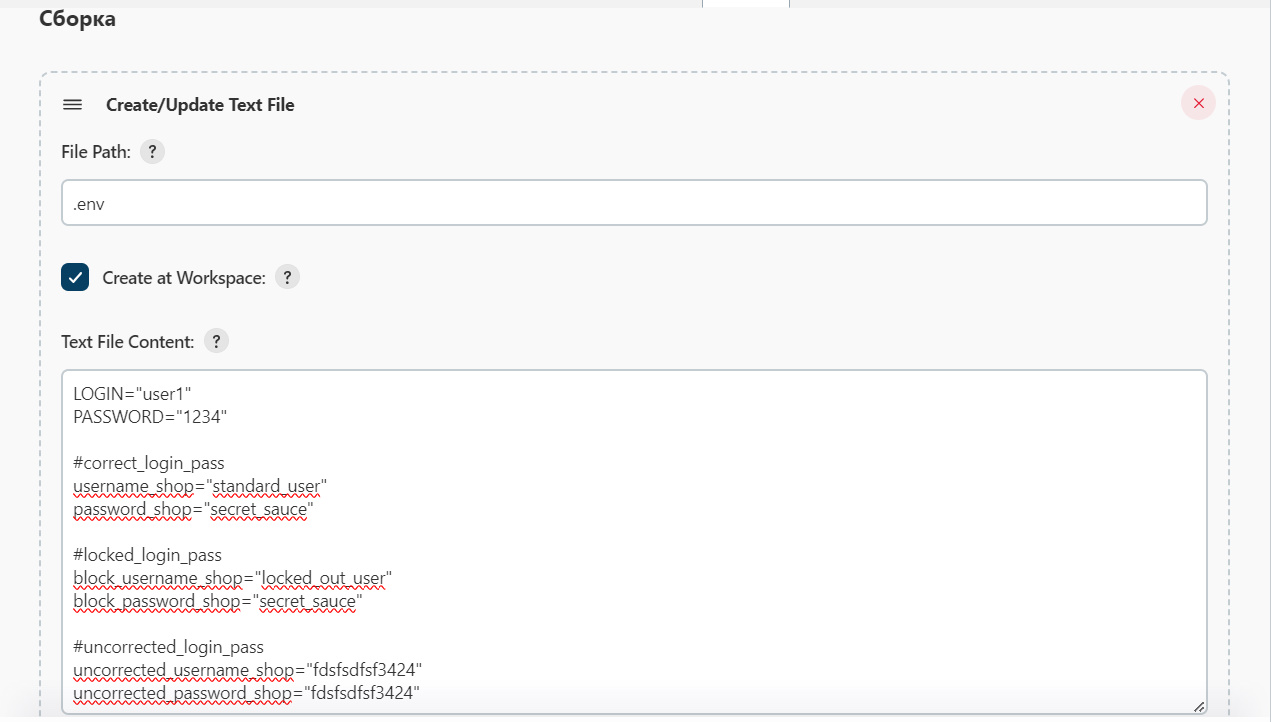 Сборка
Create/Update Text File
File Path: ?
.env
Create at Workspace: ?
Text File Content: ?
LOGIN="user1"
PASSWORD="1234"
#correct_login_pass
username_shop="standard_user"
password_shop="secret_sauce"
#locked_login_pass
block_username_shop="locked_out_user"
block_password_shop="secret_sauce"
#uncorrected_login_pass
uncorrected_username_shop="fdsfsdfsf3424"
uncorrected_password_shop="fdsfsdfsf3424"